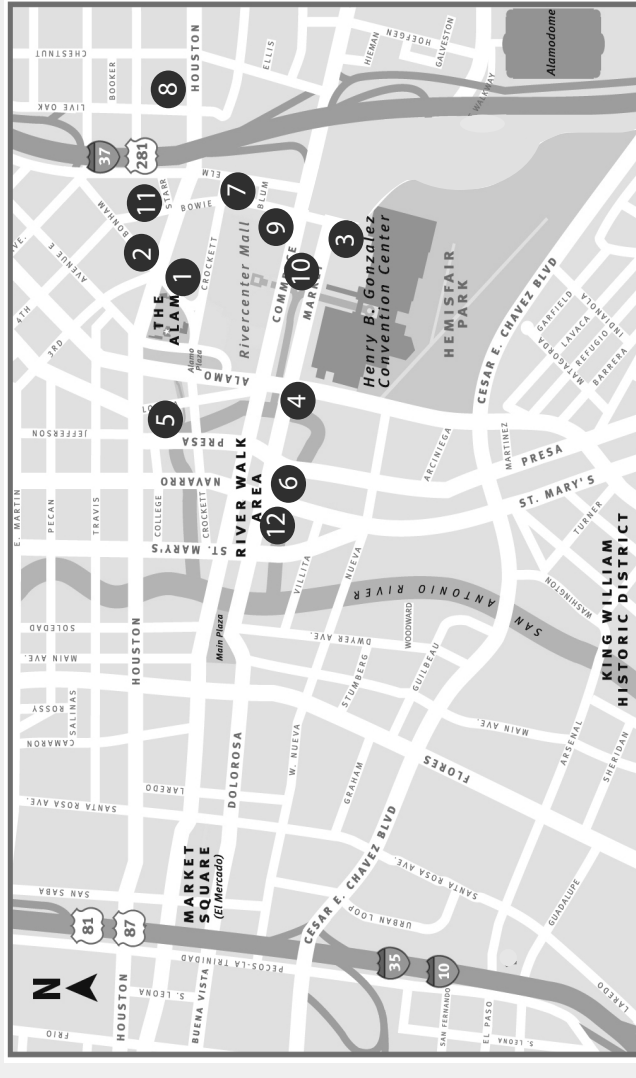 N
FRIO
HOUSTON
S. LEONA
BUENA VISTA
PECOS-LA TRINIDAD
81
87
SAN SABA
35
10
SAN FERNANDO
EL PASO
S. LEONA
LAREDO
GUADALUPE
URBAN LOOP
CESAR E. CHAVEZ BLVD
SANTA ROSA AVE.
MARKET
SQUARE
(El Mercado)
SANTA ROSA AVE.
LAREDO
DOLOROSA
W. NUEVA
GRAHAM
FLORES
CAMARON
SALINAS
ROSSY
MAIN AVE.
SOLEDAD
HOUSTON
Main Plaza
STUMBERG
DWYER AVE.
GUILBEAU
WOODWARD
MAIN AVE.
ARSENAL
SHERIDAN
KING WILLIAM
HISTORIC DISTRICT
WASHINGTON
TURNER
SAN ANTONIO RIVER
NUEVA
VILLITA
ST. MARY'S
CROCKETT
COLLEGE
TRAVIS
PECAN
E. MARTIN
NAVARRO
PRESA
JEFFERSON
RIVER WALK
AREA
12
6
4
5
LO
ST. MARY'S
PRESA
MARTINEZ
ARCINIEGA
ALAMO
Alamo
Plaza
THE
ALAM
1
2
11
7
9
10
3
8
3RD
4TH
AVENUE E
AVE.
BONHAM
STARR
BOWIE
ELM
BLUM
CROCKETT
Rivercenter Mall
COMM
CE
MARK
Henry B. Gonzalez
Convention Center
HEMISFAIR
PARK
CESAR E. CHAVEZ BLVD
GARFIELD
LAVACA
REFUGIO
INDIANOLA
MATAGORDA
BARRERA
37
281
LIVE OAK
BOOKER
CHESTNUT
HOUSTON
ELLIS
HIEMAN
HOEFGEN
GALVESTON
WALKWAY
Alamodome